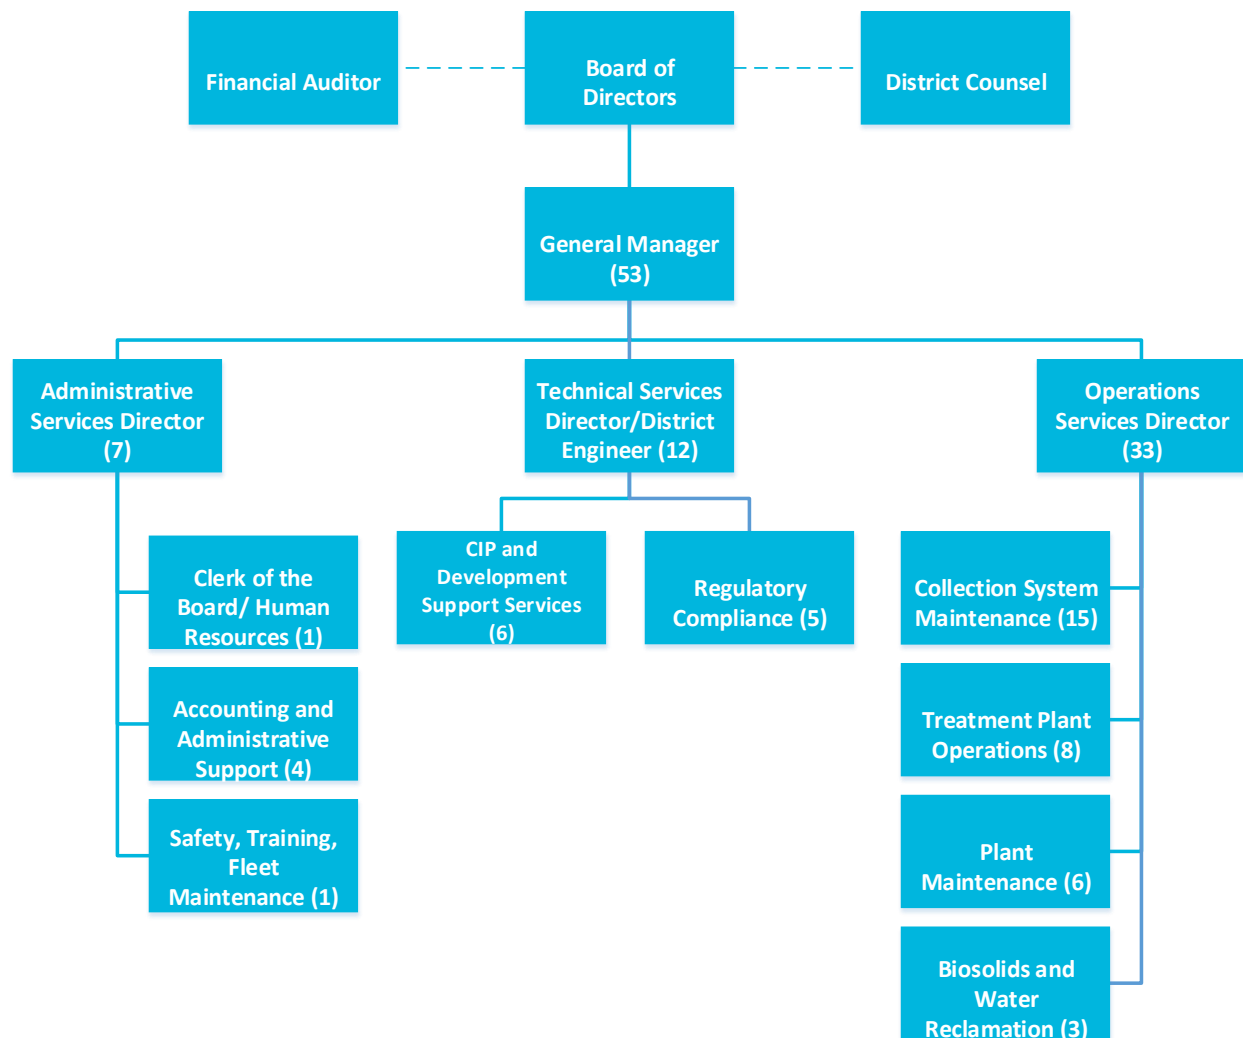 Financial Auditor
Board of
Directors
District Counsel
General Manager
(53)
Administrative
Services Director
(7)
Technical Services
Director/District
Engineer (12)
Operations
Services Director
(33)
Clerk of the
Board/ Human
Resources (1)
Accounting and
Administrative
Support (4)
Safety, Training,
Fleet
Maintenance (1)
CIP and
Development
Support Services
(6)
Regulatory
Compliance (5)
Collection System
Maintenance (15)
Treatment Plant
Operations (8)
Plant
Maintenance (6)
Biosolids and
Water
Reclamation (3)